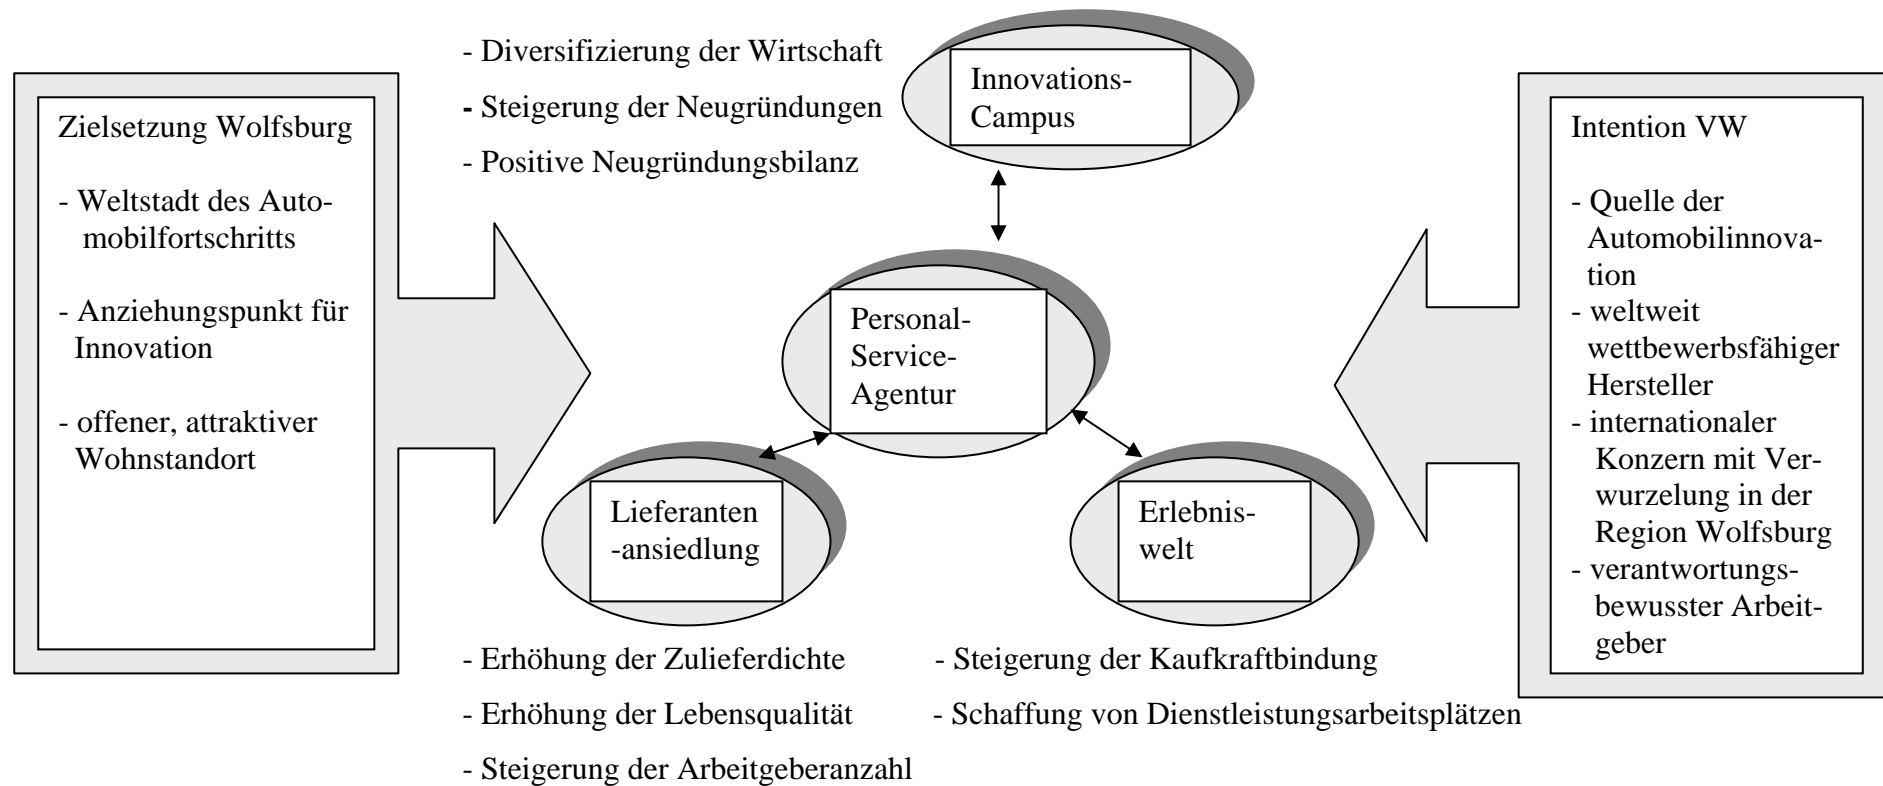 Zielsetzung Wolfsburg
- Weltstadt des Auto-
mobilfortschritts
- Anziehungspunkt für
Innovation
- offener, attraktiver
Wohnstandort
- Diversifizierung der Wirtschaft
- Steigerung der Neugründungen
- Positive Neugründungsbilanz
Innovations-
Campus
Personal-
Service-
Agentur
Lieferanten
-ansiedlung
Erlebnis-
welt
- Erhöhung der Zulieferdichte
- Erhöhung der Lebensqualität
- Steigerung der Arbeitgeberanzahl
- Steigerung der Kaufkraftbindung
- Schaffung von Dienstleistungsarbeitsplätzen
Intention VW
- Quelle der
Automobilinnova-
tion
- weltweit
wettbewerbsfähiger
Hersteller
- internationaler
Konzern mit Ver-
wurzelung in der
Region Wolfsburg
- verantwortungs-
bewusster Arbeit-
geber